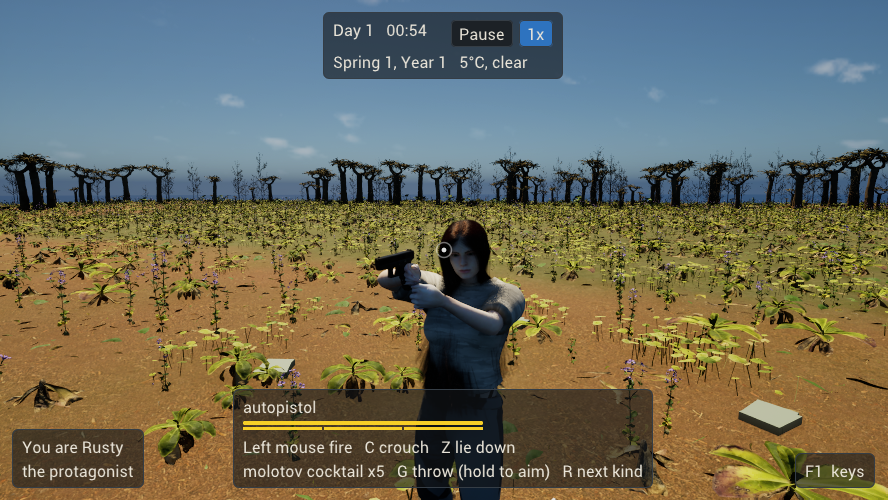 Day 1 00:54 Pause 1x
Spring 1, Year 1 5°C, clear
autopistol
Left mouse fire C crouch Z lie down
molotov cocktail x5 G throw (hold to aim) R next kind
You are Rusty
the protagonist
F1 keys